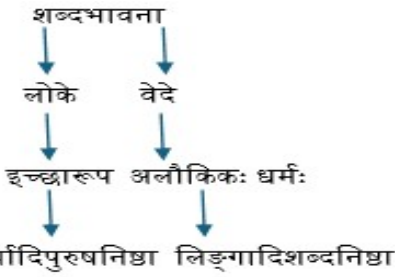 शब्दभावना
लोके वेदे
इच्छारूप अलौकिकः धर्मः
लिङ्गादिशब्दनिष्ठा